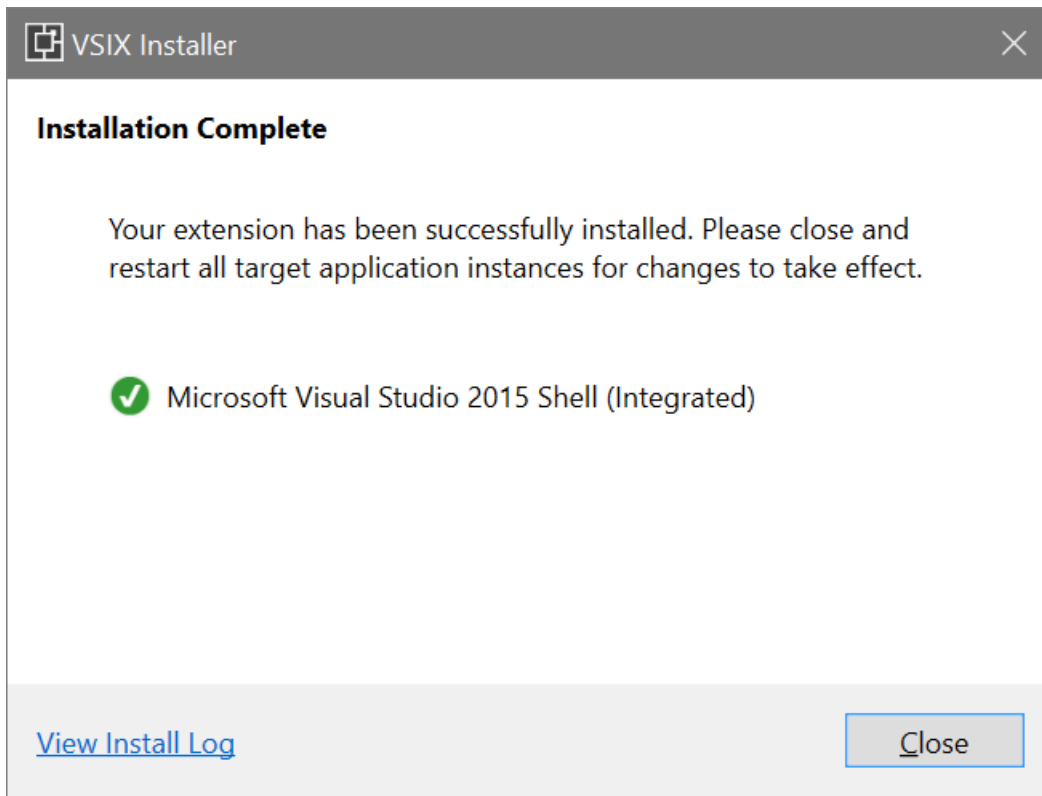 VSIX Installer
Installation Complete
Your extension has been successfully installed. Please close and
restart all target application instances for changes to take effect.
Microsoft Visual Studio 2015 Shell (Integrated)
View Install Log
Close